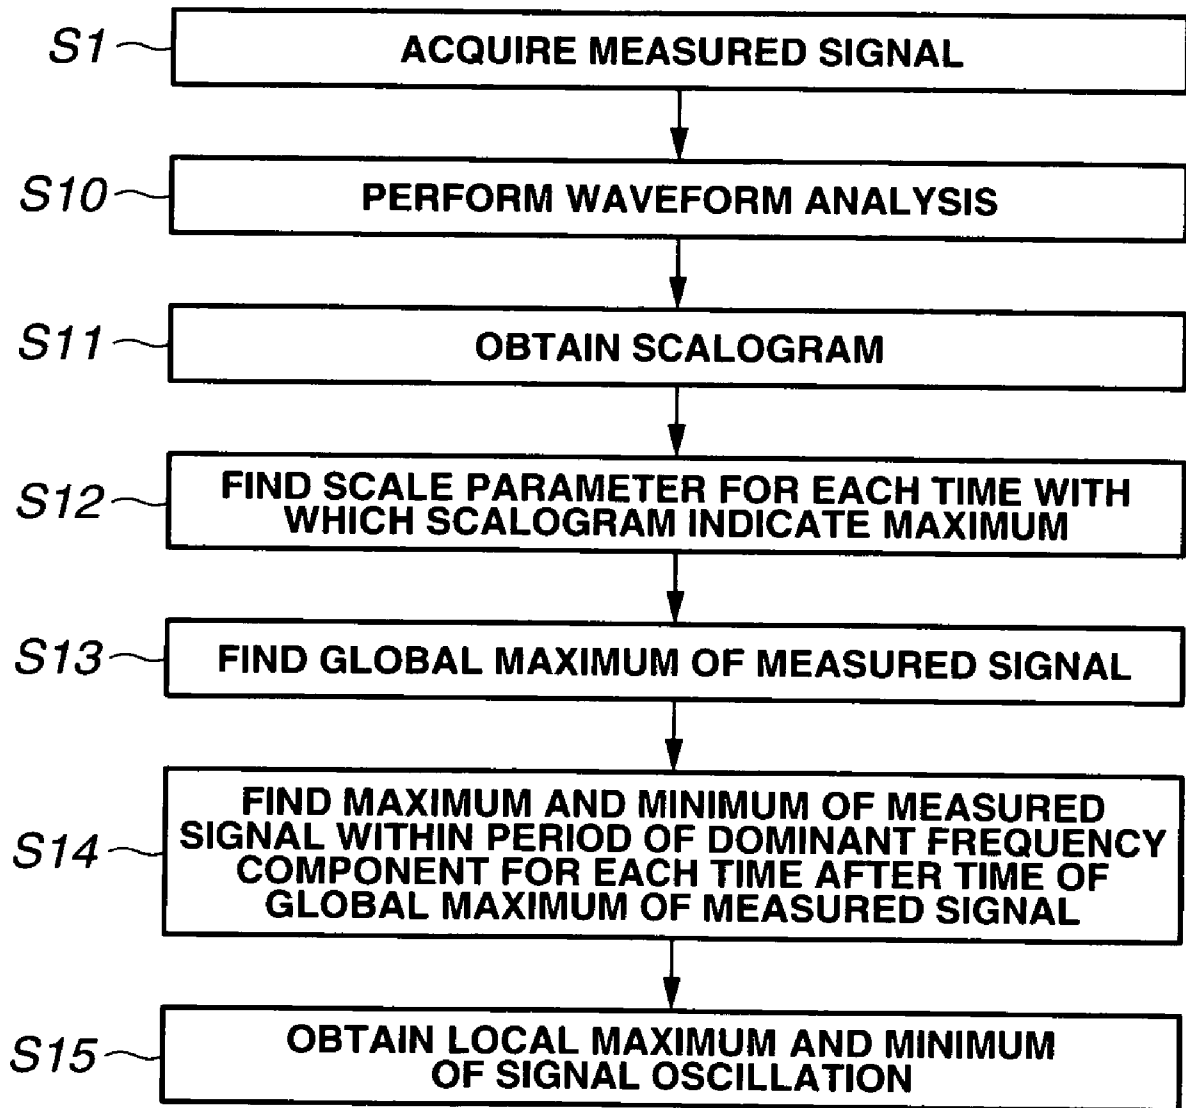 S1
ACQUIRE MEASURED SIGNAL
S10
PERFORM WAVEFORM ANALYSIS
S11
OBTAIN SCALOGRAM
S12
FIND SCALE PARAMETER FOR EACH TIME WITH
WHICH SCALOGRAM INDICATE MAXIMUM
S13
FIND GLOBAL MAXIMUM OF MEASURED SIGNAL
S14
FIND MAXIMUM AND MINIMUM OF MEASURED
SIGNAL WITHIN PERIOD OF DOMINANT FREQUENCY
COMPONENT FOR EACH TIME AFTER TIME OF
GLOBAL MAXIMUM OF MEASURED SIGNAL
S15
OBTAIN LOCAL MAXIMUM AND MINIMUM
OF SIGNAL OSCILLATION